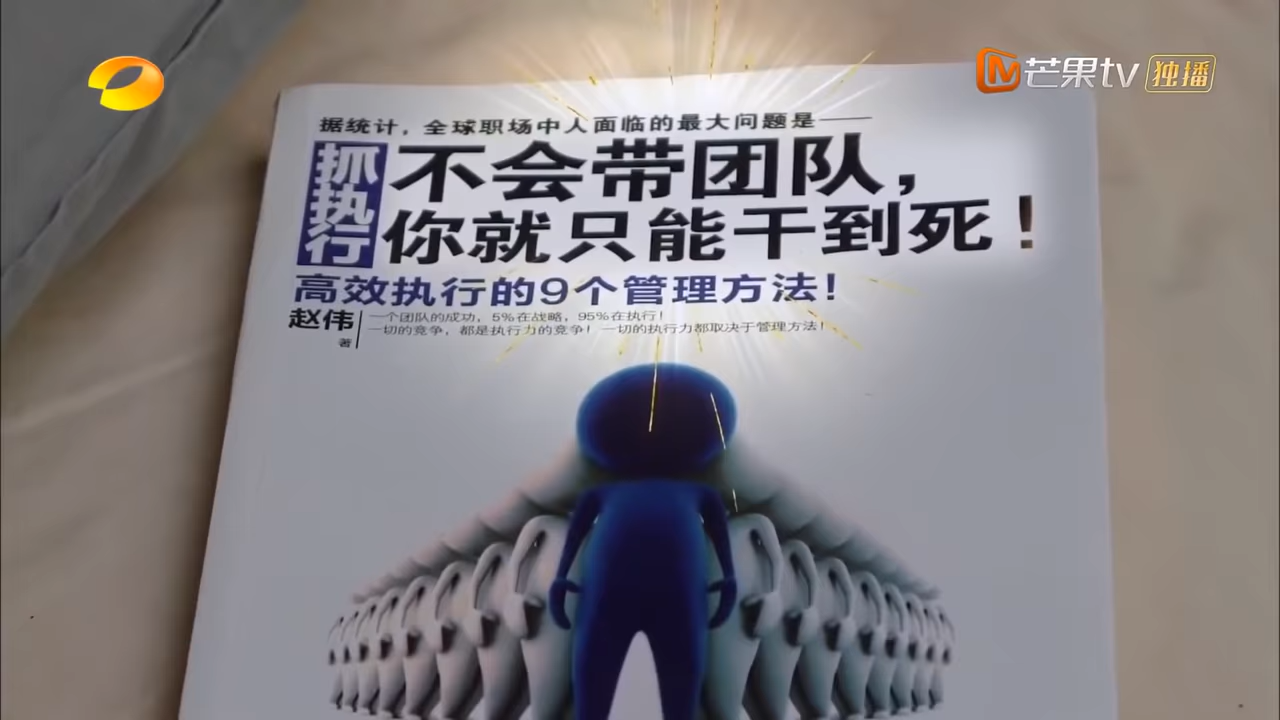 芒果tv 独播
据统计，全球职场中人面临的最大问题是——
抓执行
不会带团队，
你就只能干到死！
高效执行的9个管理方法！
赵伟 著
一个团队的成功，5%在战略，95%在执行！
一切的竞争，都是执行力的竞争！一切的执行力都取决于管理方法！